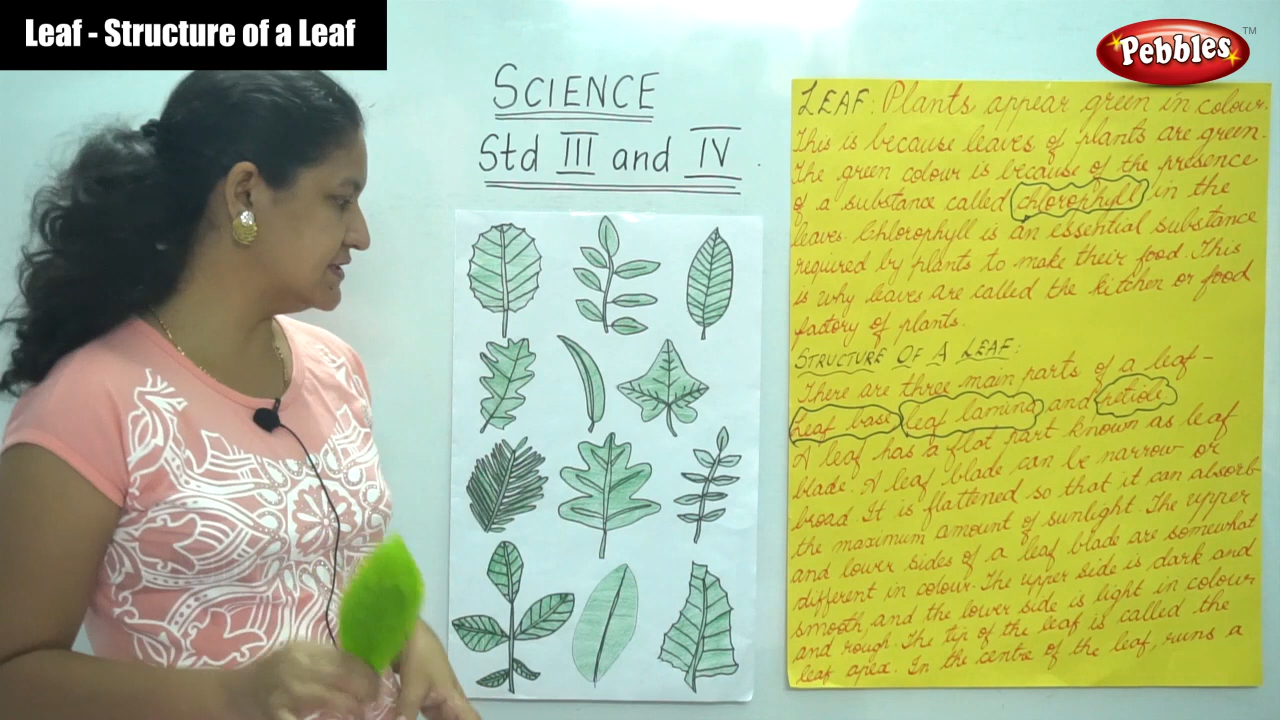 Leaf - Structure of a Leaf
Pebbles TM
SCIENCE
Std III and IV .
LEAF: Plants appear green in colour.
This is because leaves of plants are green.
The green colour is because of the presence
of a substance called chlorophyll in the
leaves. Chlorophyll is an essential substance
required by plants to make their food. This
is why leaves are called the kitchen or food
factory of plants.
STRUCTURE OF A LEAF:
There are three main parts of a leaf -
Leaf base, leaf lamina and petiole.
A leaf has a flat part known as leaf
blade. A leaf blade can be narrow or
broad. It is flattened so that it can absorb
the maximum amount of sunlight. The upper
and lower sides of a leaf blade are somewhat
different in colour. The upper side is dark and
smooth, and the lower side is light in colour
and rough. The tip of the leaf is called the
leaf apex. In the centre of the leaf, runs a